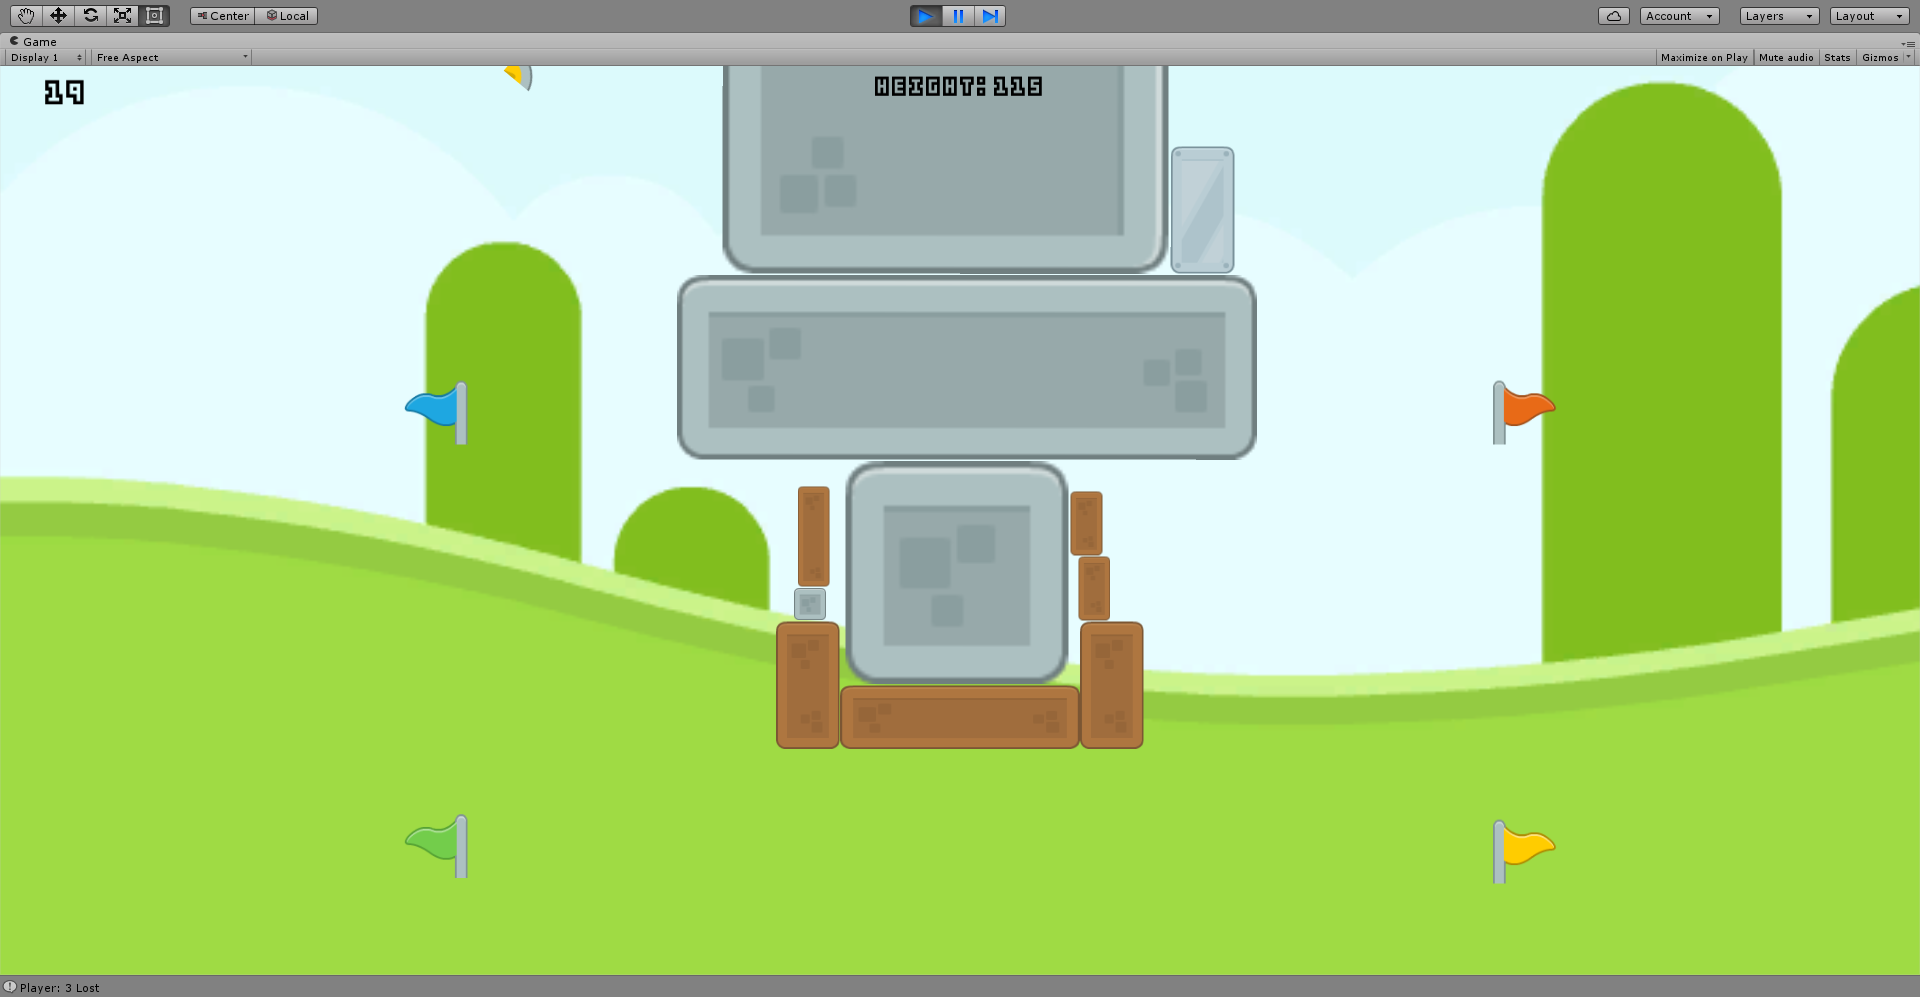 Center Local Account Layers Layout
Game
Display 1 Free Aspect Maximize on Play Mute audio Stats Gizmos
19 HEIGHT: 115
Player: 3 Lost